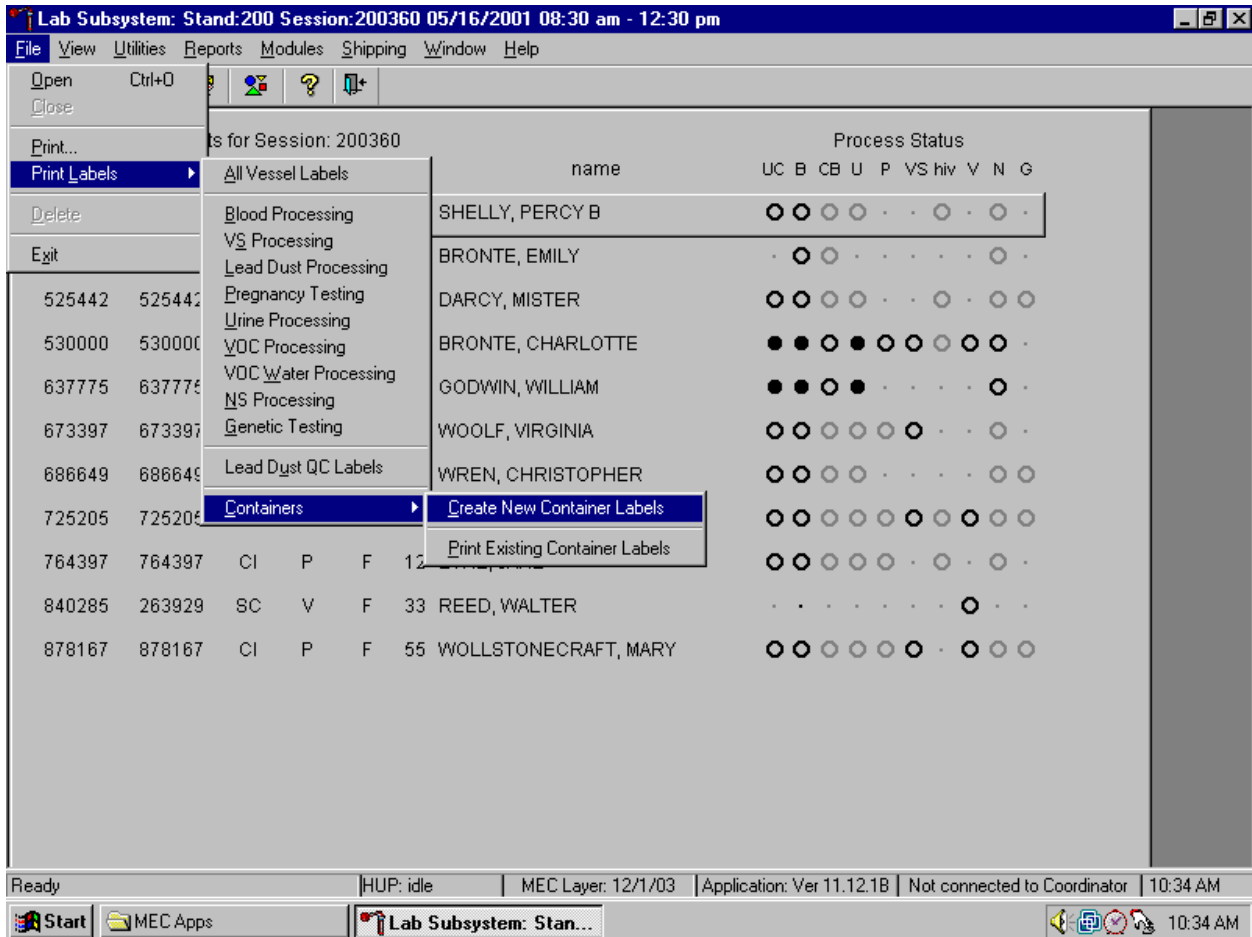 Lab Subsystem: Stand:200 Session:200360 05/16/2001 08:30 am - 12:30 pm
File View Utilities Reports Modules Shipping Window Help
Open Ctrl+O
Close
Print...
Print Labels
Delete
Exit
ts for Session: 200360
Process Status
name UC B CB U P VS hiv V N G
All Vessel Labels
Blood Processing
VS Processing
Lead Dust Processing
Pregnancy Testing
Urine Processing
VOC Processing
VOC Water Processing
NS Processing
Genetic Testing
Lead Dust QC Labels
Containers
Create New Container Labels
Print Existing Container Labels
SHELLY, PERCY B
BRONTE, EMILY
525442 525442 DARCY, MISTER
530000 530000 BRONTE, CHARLOTTE
637775 637775 GODWIN, WILLIAM
673397 673397 WOOLF, VIRGINIA
686649 686649 WREN, CHRISTOPHER
725205 725205
764397 764397 CI P F 12
840285 263929 SC V F 33 REED, WALTER
878167 878167 CI P F 55 WOLLSTONECRAFT, MARY
Ready HUP: idle MEC Layer: 12/1/03 Application: Ver 11.12.1B Not connected to Coordinator 10:34 AM
Start MEC Apps Lab Subsystem: Stan... 10:34 AM